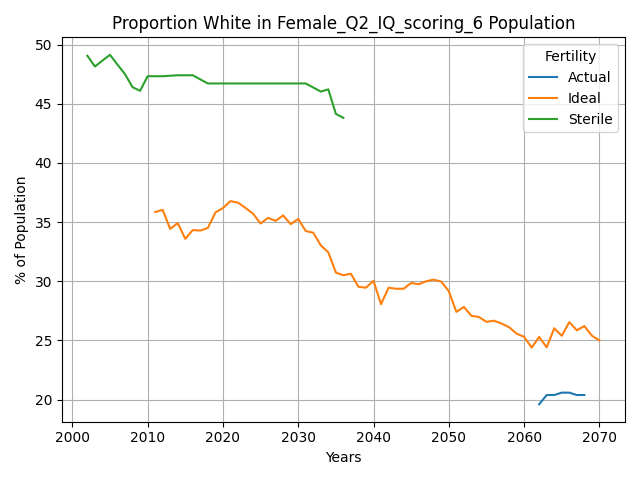 Proportion White in Female_Q2_IQ_scoring_6 Population
% of Population
50
45
40
35
30
25
20
Fertility
Actual
Ideal
Sterile
2000 2010 2020 2030 2040 2050 2060 2070
Years